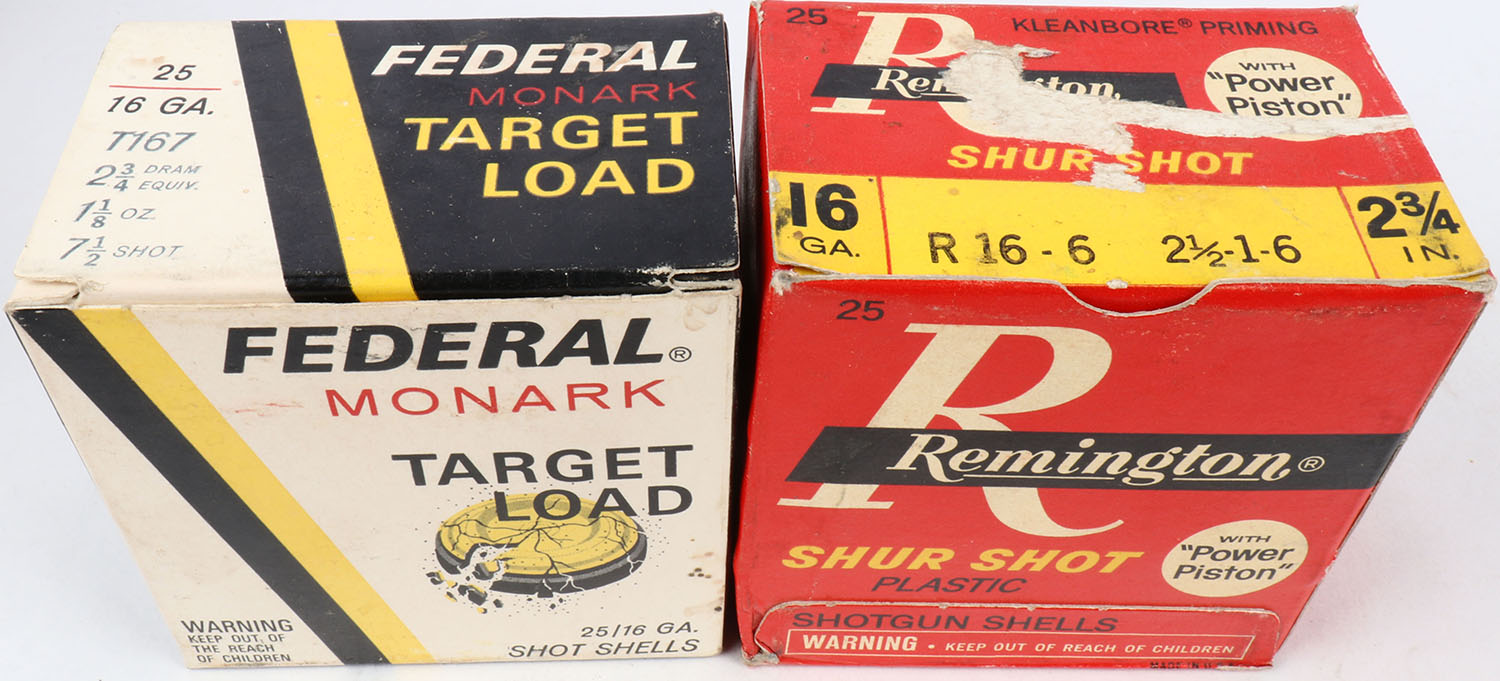 25
16 GA.
T167
2 3/4 DRAM EQUIV.
1 1/8 OZ.
7 1/2 SHOT
FEDERAL
MONARK
TARGET
LOAD
FEDERAL®
MONARK
TARGET
LOAD
WARNING
KEEP OUT OF
THE REACH
OF CHILDREN
25/16 GA.
SHOT SHELLS
25
KLEANBORE® PRIMING
R
WITH
"Power
Piston"
SHUR SHOT
16
GA.
R 16-6 2½-1-6
2¾
IN.
25
R
Remington®
SHUR SHOT
PLASTIC
WITH
"Power
Piston"
SHOTGUN SHELLS
WARNING • KEEP OUT OF REACH OF CHILDREN